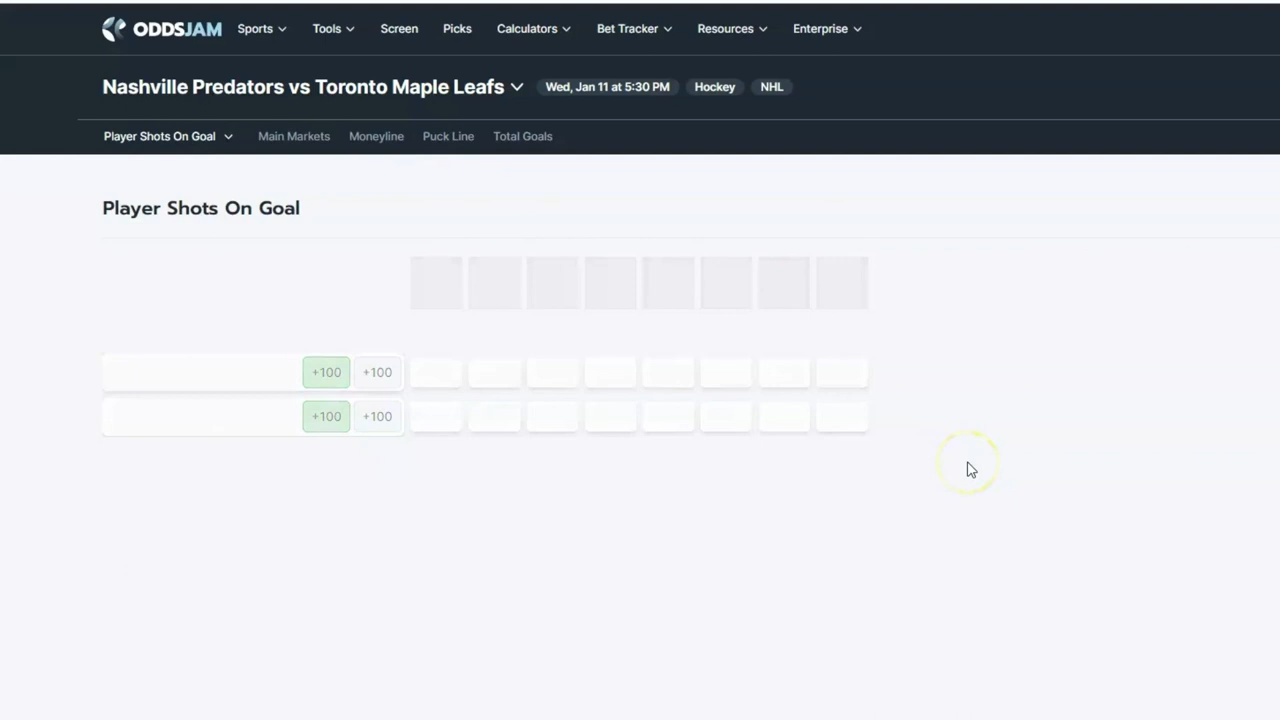 ODDSJAM Sports Tools Screen Picks Calculators Bet Tracker Resources Enterprise
Nashville Predators vs Toronto Maple Leafs Wed, Jan 11 at 5:30 PM Hockey NHL
Player Shots On Goal Main Markets Moneyline Puck Line Total Goals
Player Shots On Goal
+100 +100
+100 +100